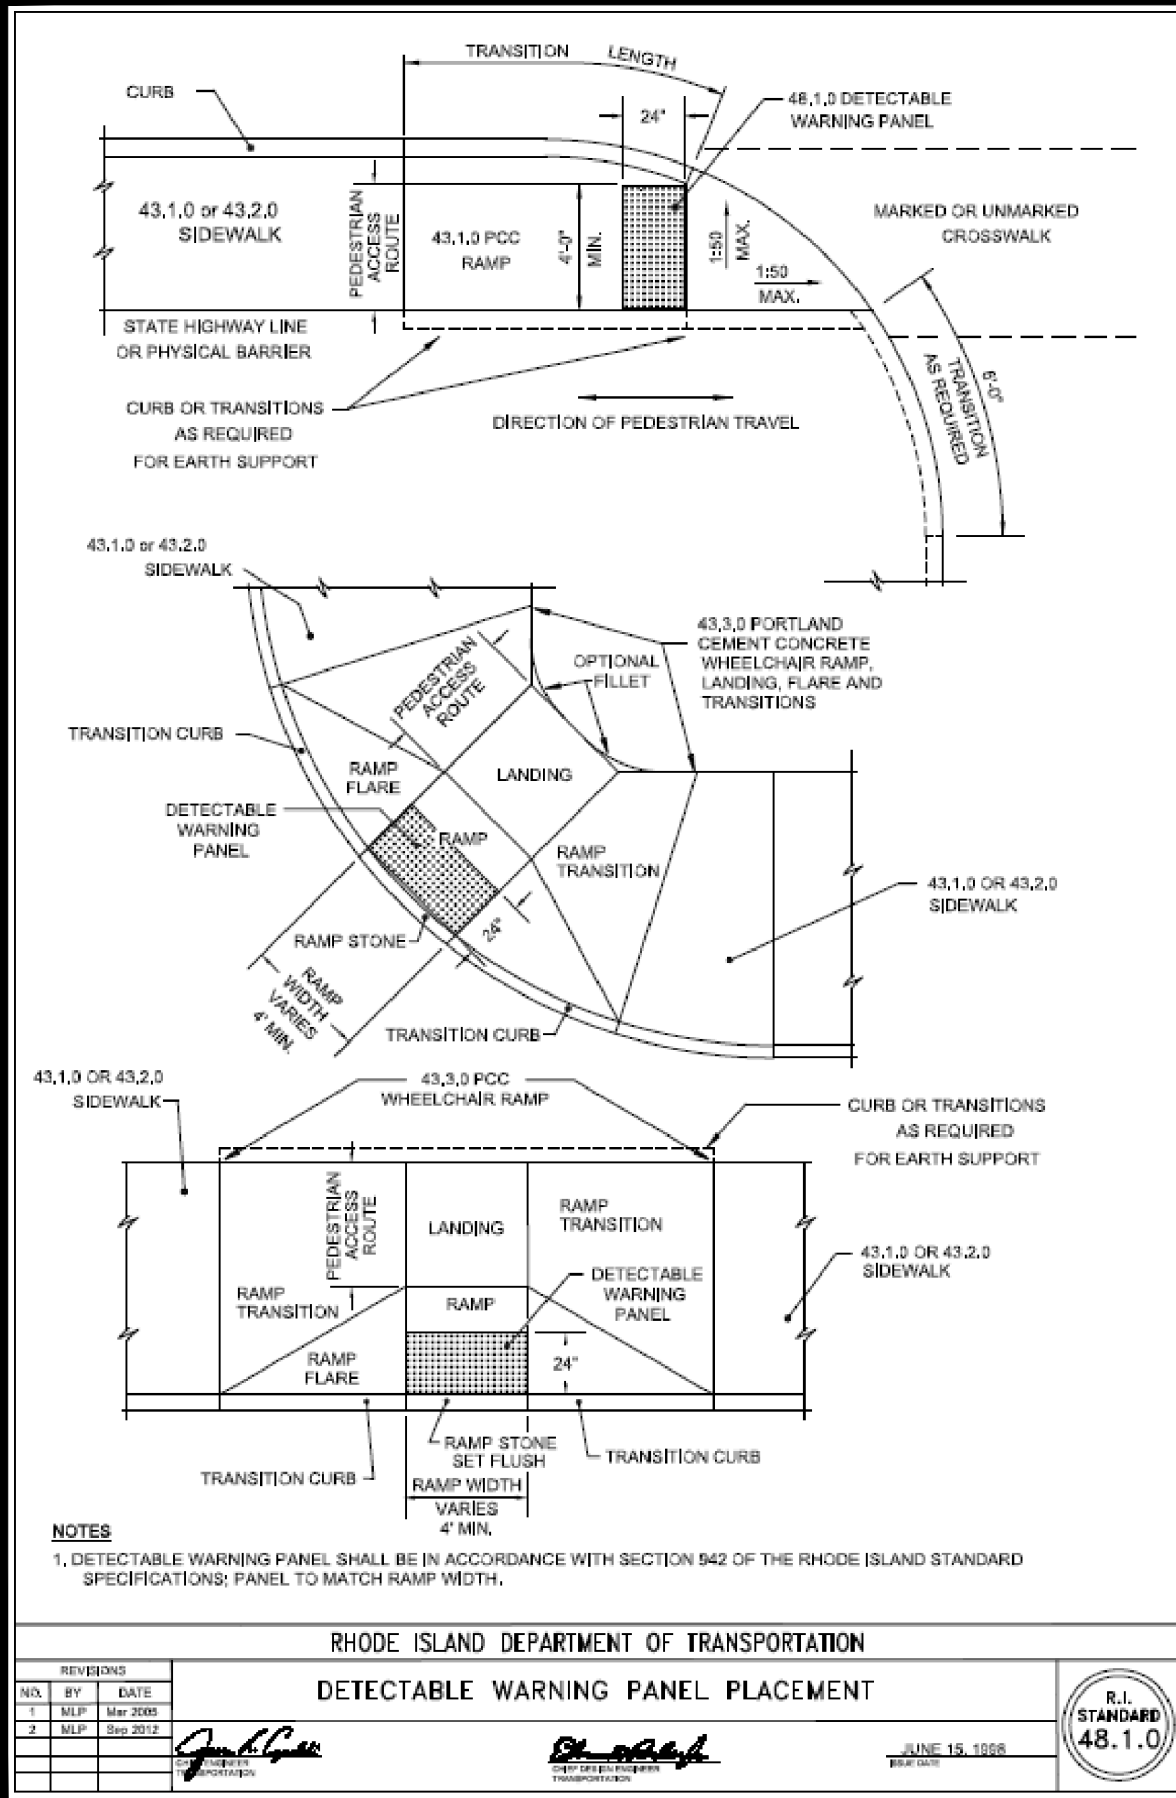 TRANSITION LENGTH
CURB
24"
48.1.0 DETECTABLE
WARNING PANEL
43.1.0 or 43.2.0
SIDEWALK
PEDESTRIAN
ACCESS
ROUTE
43.1.0 PCC
RAMP
4'-0"
MIN.
1:50
MAX.
1:50
MAX.
MARKED OR UNMARKED
CROSSWALK
STATE HIGHWAY LINE
OR PHYSICAL BARRIER
CURB OR TRANSITIONS
AS REQUIRED
FOR EARTH SUPPORT
DIRECTION OF PEDESTRIAN TRAVEL
6'-0"
TRANSITION
AS REQUIRED
43.1.0 or 43.2.0
SIDEWALK
43.3.0 PORTLAND
CEMENT CONCRETE
WHEELCHAIR RAMP,
LANDING, FLARE AND
TRANSITIONS
OPTIONAL
FILLET
PEDESTRIAN
ACCESS
ROUTE
TRANSITION CURB
RAMP
FLARE
LANDING
DETECTABLE
WARNING
PANEL
RAMP
RAMP
TRANSITION
43.1.0 OR 43.2.0
SIDEWALK
RAMP STONE
24"
RAMP
WIDTH
VARIES
4' MIN.
TRANSITION CURB
43.1.0 OR 43.2.0
SIDEWALK
43.3.0 PCC
WHEELCHAIR RAMP
CURB OR TRANSITIONS
AS REQUIRED
FOR EARTH SUPPORT
PEDESTRIAN
ACCESS
ROUTE
LANDING
RAMP
TRANSITION
43.1.0 OR 43.2.0
SIDEWALK
RAMP
TRANSITION
RAMP
DETECTABLE
WARNING
PANEL
RAMP
FLARE
24"
RAMP STONE
SET FLUSH
TRANSITION CURB
TRANSITION CURB
RAMP WIDTH
VARIES
4' MIN.
NOTES
1. DETECTABLE WARNING PANEL SHALL BE IN ACCORDANCE WITH SECTION 942 OF THE RHODE ISLAND STANDARD
SPECIFICATIONS; PANEL TO MATCH RAMP WIDTH.
RHODE ISLAND DEPARTMENT OF TRANSPORTATION
REVISIONS
NO. BY DATE
1 MLP Mar 2005
2 MLP Sep 2012
DETECTABLE WARNING PANEL PLACEMENT
CHIEF ENGINEER
TRANSPORTATION
CHIEF DESIGN ENGINEER
TRANSPORTATION
JUNE 15, 1998
ISSUE DATE
R.I.
STANDARD
48.1.0